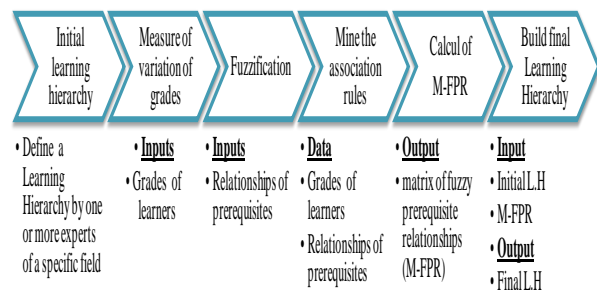 Initial
learning
hierarchy
Measure of
variation of
grades
Fuzzification
Mine the
association
rules
Calcul of
M-FPR
Build final
Learning
Hierarchy
• Define a
Learning
Hierarchy by one
or more experts
of a specific field
• Inputs
• Grades of
learners
• Inputs
• Relationships of
prerequisites
• Data
• Grades of
learners
• Relationships of
prerequisites
• Output
• matrix of fuzzy
prerequisite
relationships
(M-FPR)
• Input
• Initial L.H
• M-FPR
• Output
• Final L.H